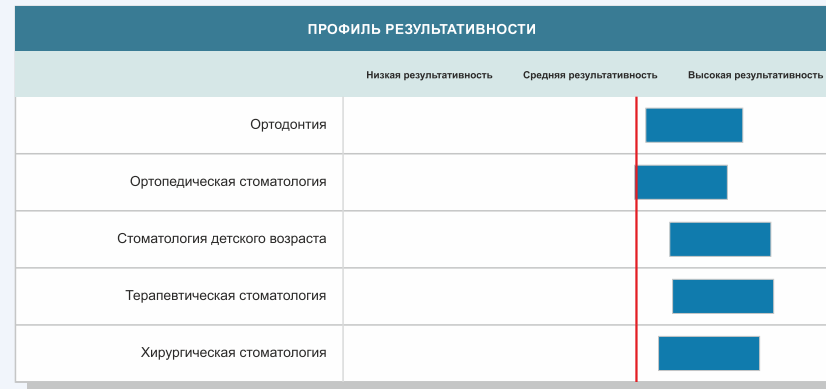 ПРОФИЛЬ РЕЗУЛЬТАТИВНОСТИ
Низкая результативность Средняя результативность Высокая результативность
Ортодонтия
Ортопедическая стоматология
Стоматология детского возраста
Терапевтическая стоматология
Хирургическая стоматология